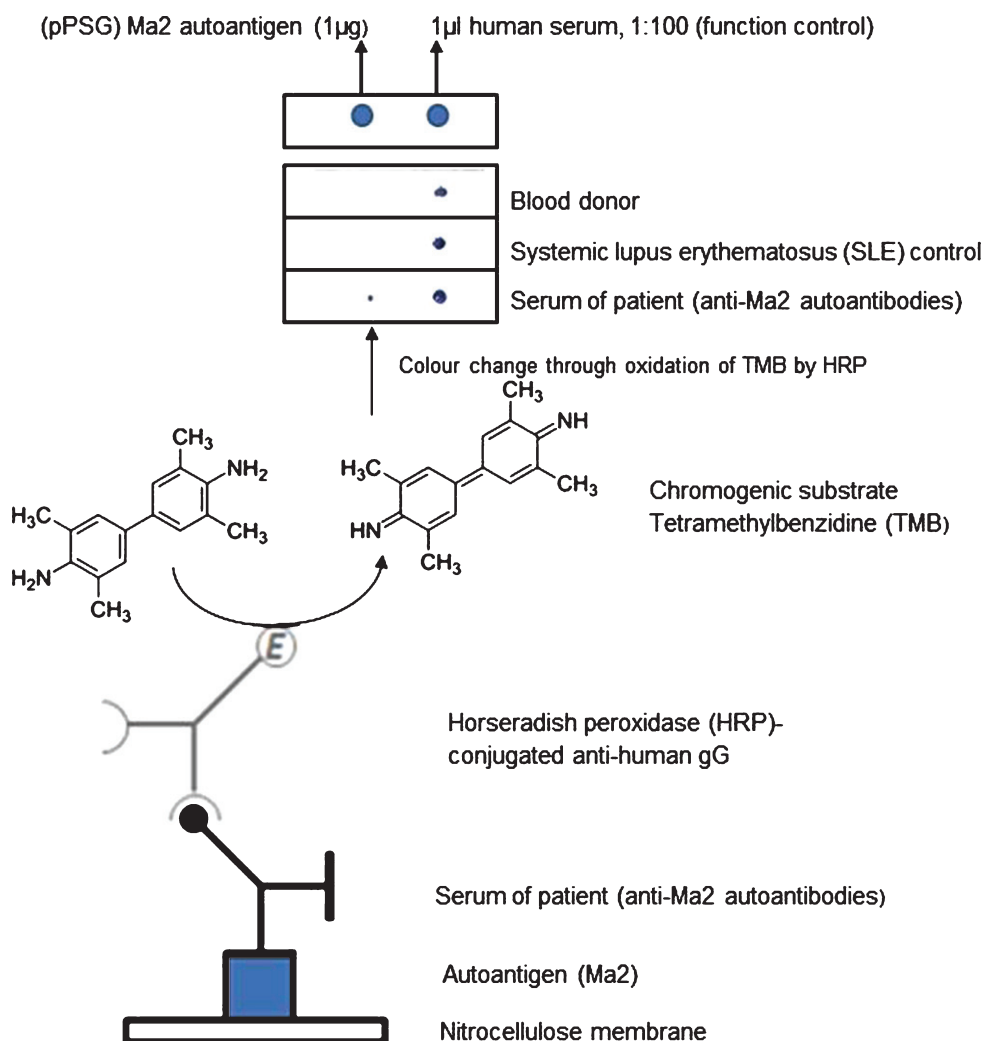 (pPSG) Ma2 autoantigen (1µg)
1µl human serum, 1:100 (function control)
Blood donor
Systemic lupus erythematosus (SLE) control
Serum of patient (anti-Ma2 autoantibodies)
Colour change through oxidation of TMB by HRP
CH3
NH
H3C
CH3
HN
CH3
CH3
NH2
H3C
CH3
H2N
CH3
Chromogenic substrate
Tetramethylbenzidine (TMB)
E
Horseradish peroxidase (HRP)-
conjugated anti-human gG
Serum of patient (anti-Ma2 autoantibodies)
Autoantigen (Ma2)
Nitrocellulose membrane